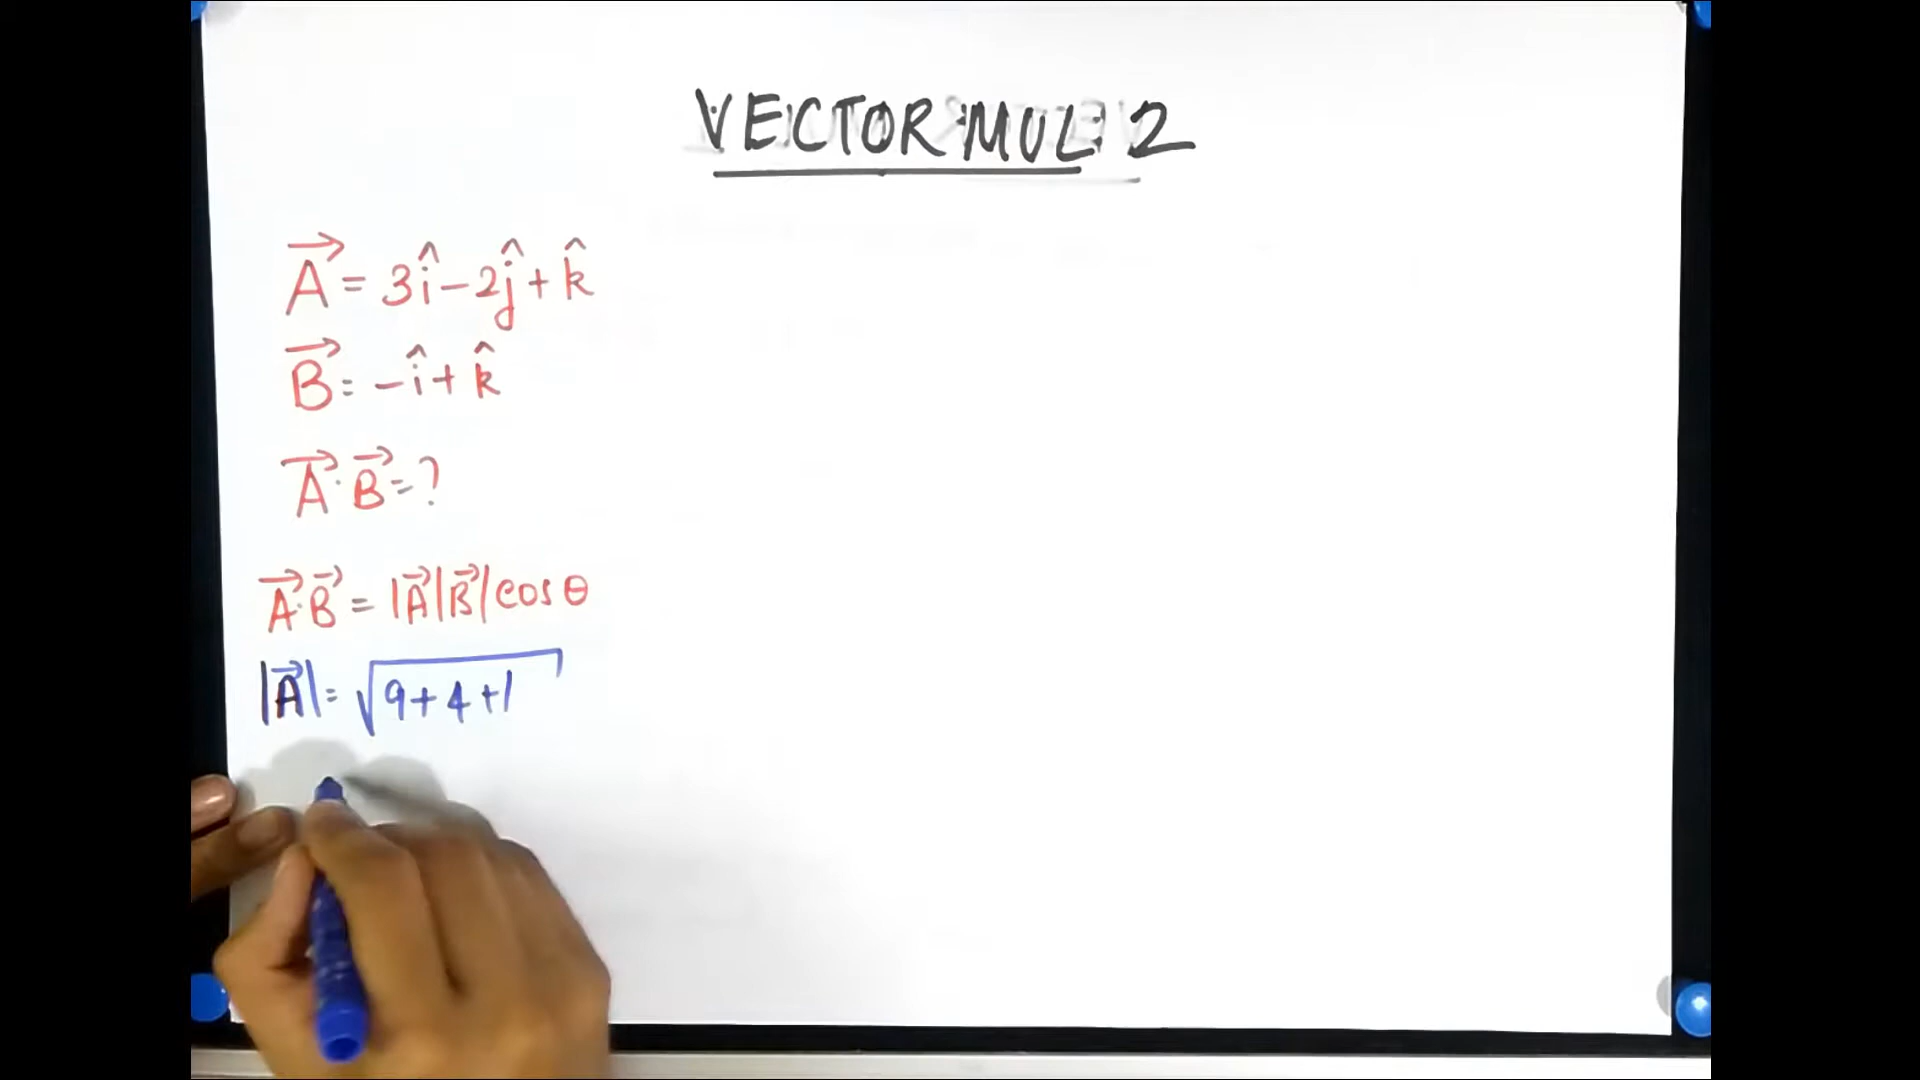 VECTOR MUL 2
A⃗ = 3î - 2ĵ + k̂
B⃗ = -î + k̂
A⃗·B⃗ = ?
A⃗·B⃗ = |A⃗||B⃗| cos θ
|A⃗| = √9+4+1